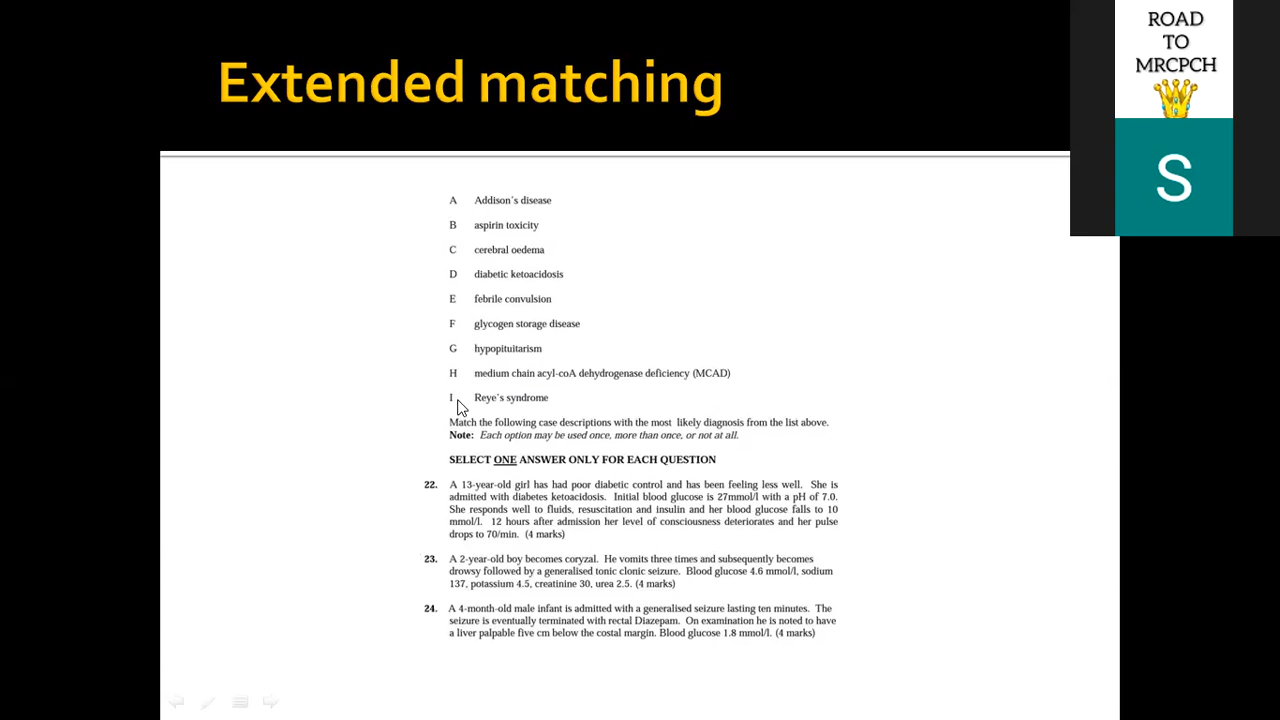 Extended matching
ROAD
TO
MRCPCH
S
A Addison's disease
B aspirin toxicity
C cerebral oedema
D diabetic ketoacidosis
E febrile convulsion
F glycogen storage disease
G hypopituitarism
H medium chain acyl-coA dehydrogenase deficiency (MCAD)
I Reye's syndrome
Match the following case descriptions with the most likely diagnosis from the list above.
Note: Each option may be used once, more than once, or not at all.
SELECT ONE ANSWER ONLY FOR EACH QUESTION
22. A 13-year-old girl has had poor diabetic control and has been feeling less well. She is
admitted with diabetes ketoacidosis. Initial blood glucose is 27mmol/l with a pH of 7.0.
She responds well to fluids, resuscitation and insulin and her blood glucose falls to 10
mmol/l. 12 hours after admission her level of consciousness deteriorates and her pulse
drops to 70/min. (4 marks)
23. A 2-year-old boy becomes coryzal. He vomits three times and subsequently becomes
drowsy followed by a generalised tonic clonic seizure. Blood glucose 4.6 mmol/l, sodium
137, potassium 4.5, creatinine 30, urea 2.5. (4 marks)
24. A 4-month-old male infant is admitted with a generalised seizure lasting ten minutes. The
seizure is eventually terminated with rectal Diazepam. On examination he is noted to have
a liver palpable five cm below the costal margin. Blood glucose 1.8 mmol/l. (4 marks)